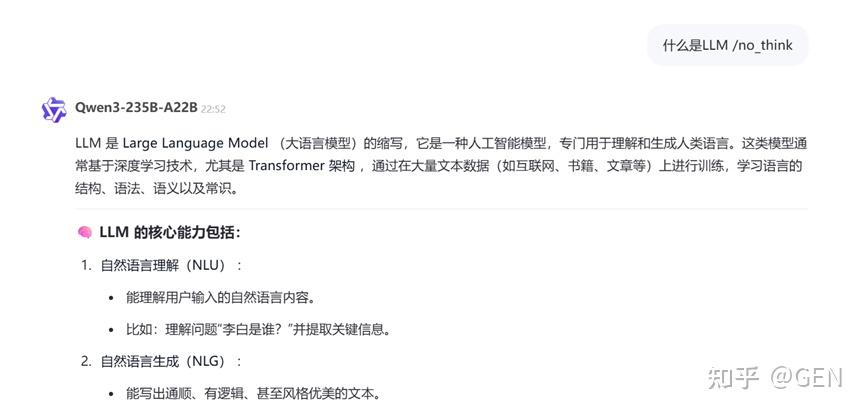 什么是LLM /no_think
Qwen3-235B-A22B 22:52
LLM 是 Large Language Model （大语言模型）的缩写，它是一种人工智能模型，专门用于理解和生成人类语言。这类模型通
常基于深度学习技术，尤其是 Transformer 架构 ，通过在大量文本数据（如互联网、书籍、文章等）上进行训练，学习语言的
结构、语法、语义以及常识。
LLM 的核心能力包括：
1. 自然语言理解（NLU） ：
• 能理解用户输入的自然语言内容。
• 比如：理解问题“李白是谁？”并提取关键信息。
2. 自然语言生成（NLG） ：
• 能写出通顺、有逻辑、甚至风格优美的文本。
知乎 @GEN